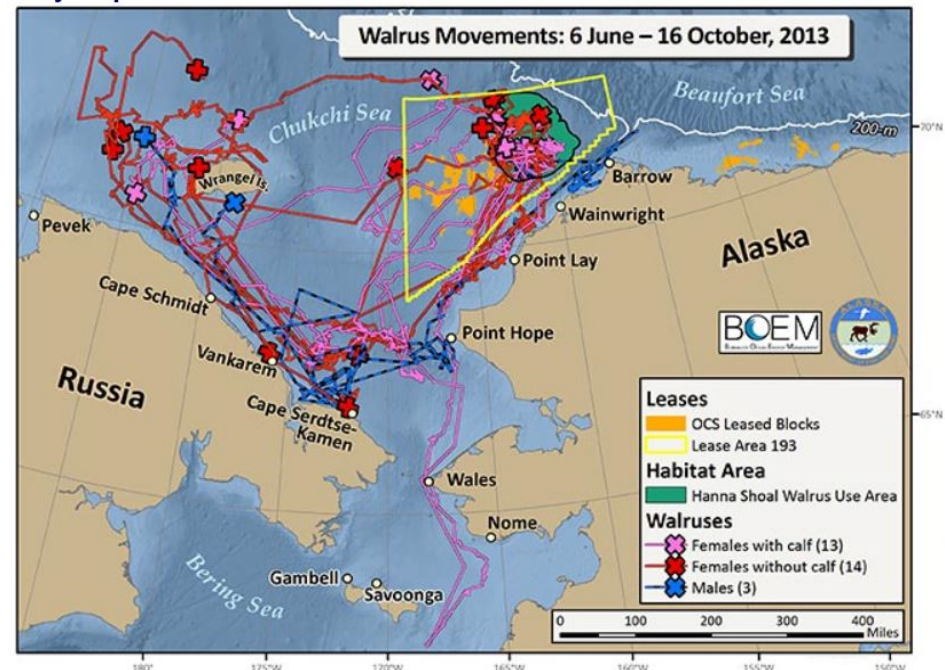 Walrus Movements: 6 June – 16 October, 2013
Beaufort Sea
Chukchi Sea
200-m
70°N
Wrangel Is.
Barrow
Pevek
Wainwright
Alaska
Point Lay
Cape Schmidt
BOEM
Point Hope
Vankarem
Russia
Cape Serdtse-
Kamen
65°N
Wales
Nome
Gambell
Savoonga
Bering Sea
Leases
OCS Leased Blocks
Lease Area 193
Habitat Area
Hanna Shoal Walrus Use Area
Walruses
Females with calf (13)
Females without calf (14)
Males (3)
0 100 200 300 400
Miles
180° 175°W 170°W 165°W 160°W 155°W 150°W